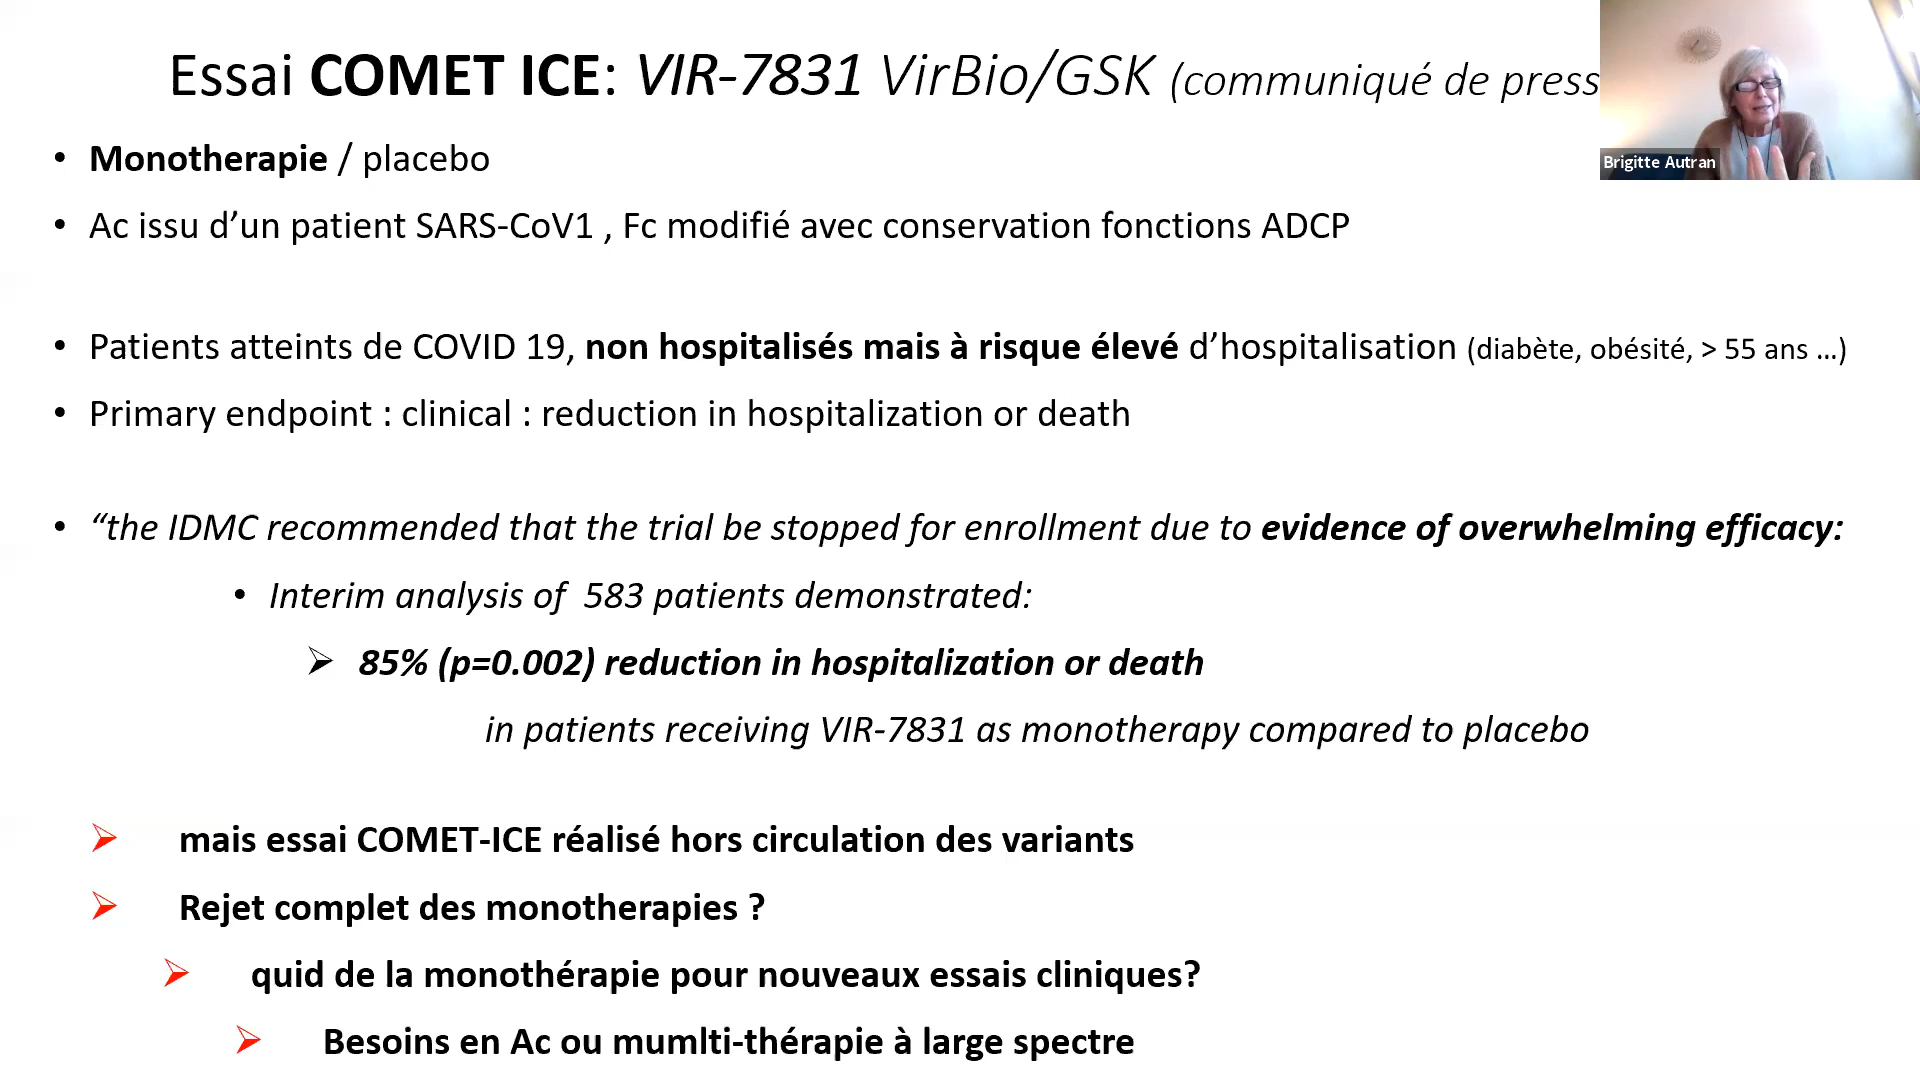 Essai COMET ICE: VIR-7831 VirBio/GSK (communiqué de press
Brigitte Autran
• Monotherapie / placebo
• Ac issu d’un patient SARS-CoV1 , Fc modifié avec conservation fonctions ADCP
• Patients atteints de COVID 19, non hospitalisés mais à risque élevé d’hospitalisation (diabète, obésité, > 55 ans ...)
• Primary endpoint : clinical : reduction in hospitalization or death
• “the IDMC recommended that the trial be stopped for enrollment due to evidence of overwhelming efficacy:
• Interim analysis of 583 patients demonstrated:
➢ 85% (p=0.002) reduction in hospitalization or death
in patients receiving VIR-7831 as monotherapy compared to placebo
➢ mais essai COMET-ICE réalisé hors circulation des variants
➢ Rejet complet des monotherapies ?
➢ quid de la monothérapie pour nouveaux essais cliniques?
➢ Besoins en Ac ou mumlti-thérapie à large spectre